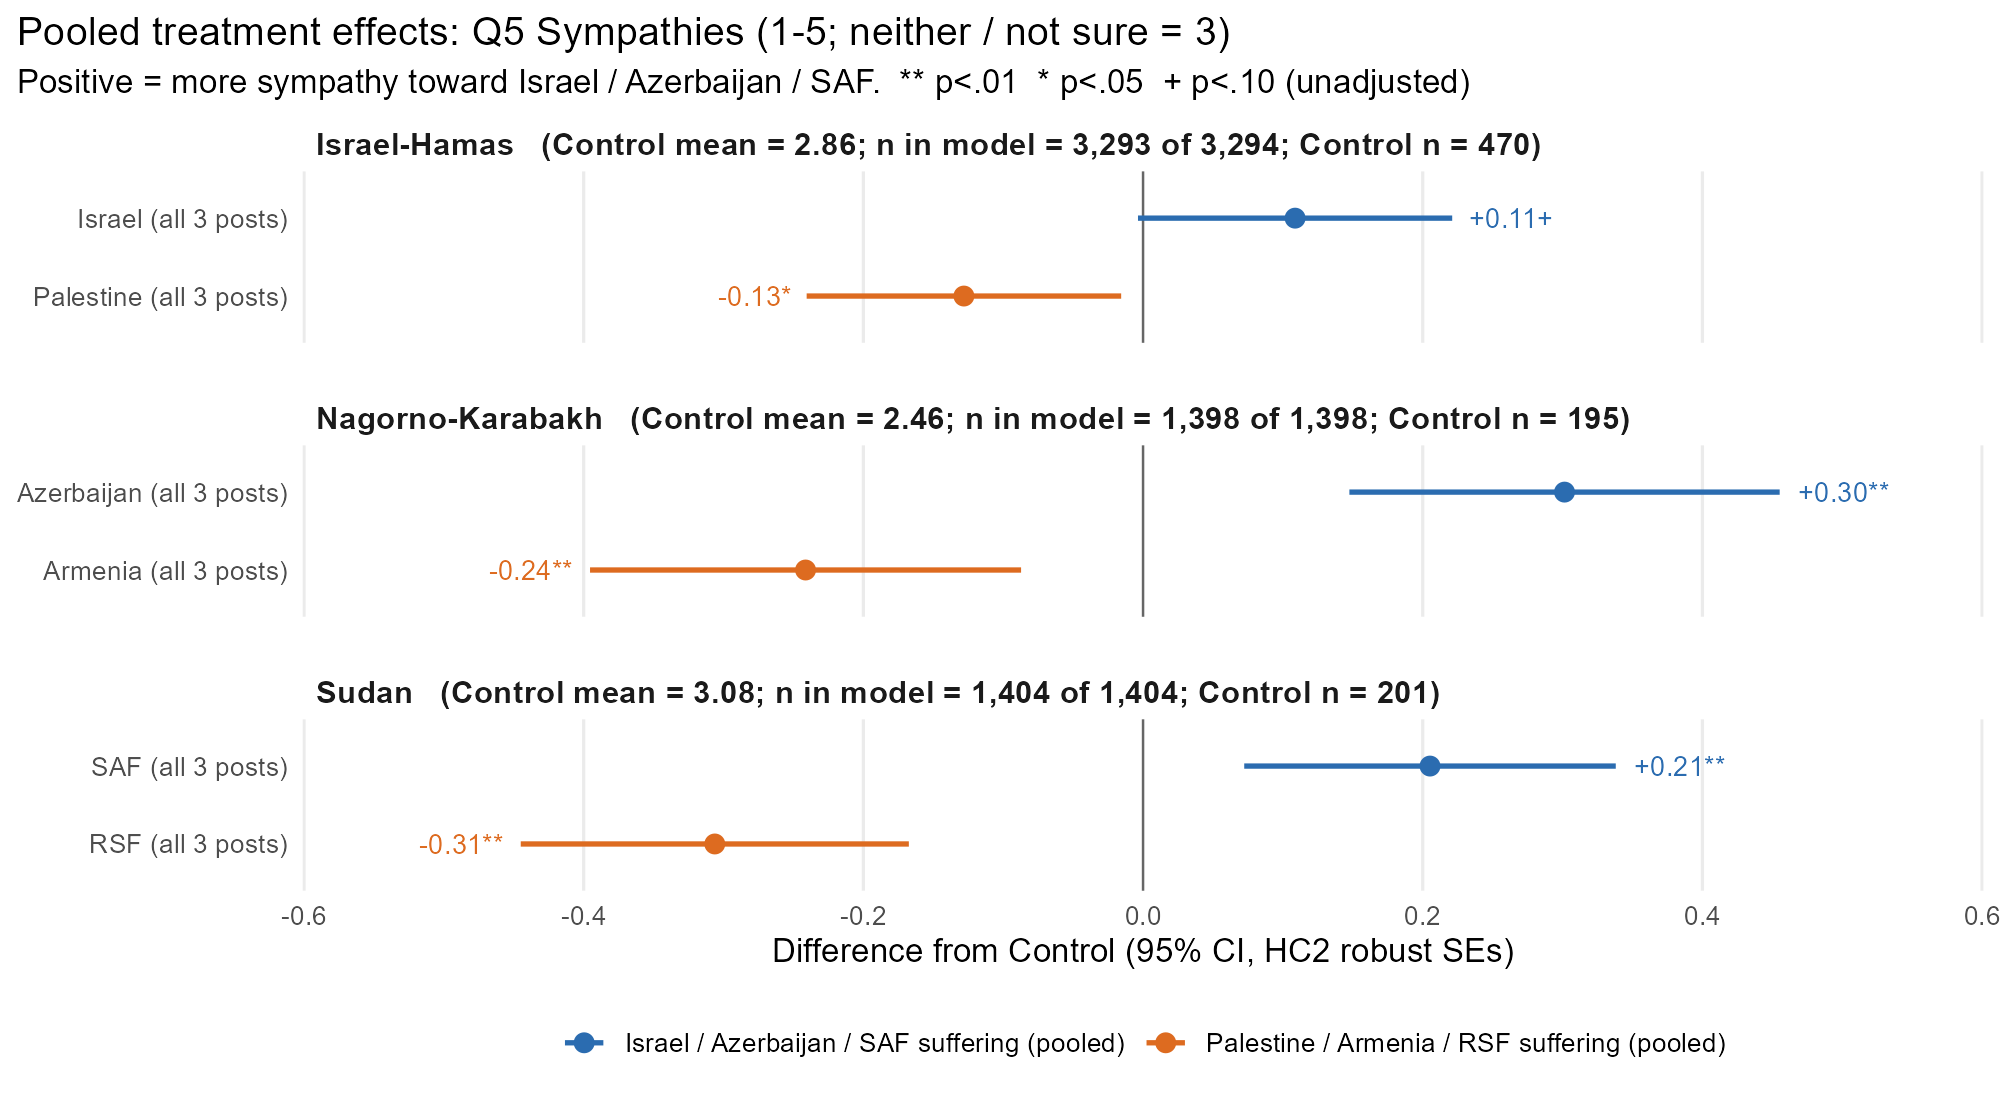 Pooled treatment effects: Q5 Sympathies (1-5; neither / not sure = 3)
Positive = more sympathy toward Israel / Azerbaijan / SAF.  ** p<.01  * p<.05  + p<.10 (unadjusted)
Israel-Hamas   (Control mean = 2.86; n in model = 3,293 of 3,294; Control n = 470)
Israel (all 3 posts)
+0.11+
Palestine (all 3 posts)
-0.13*
Nagorno-Karabakh   (Control mean = 2.46; n in model = 1,398 of 1,398; Control n = 195)
Azerbaijan (all 3 posts)
+0.30**
Armenia (all 3 posts)
-0.24**
Sudan   (Control mean = 3.08; n in model = 1,404 of 1,404; Control n = 201)
SAF (all 3 posts)
+0.21**
RSF (all 3 posts)
-0.31**
-0.6 -0.4 -0.2 0.0 0.2 0.4 0.6
Difference from Control (95% CI, HC2 robust SEs)
Israel / Azerbaijan / SAF suffering (pooled) Palestine / Armenia / RSF suffering (pooled)